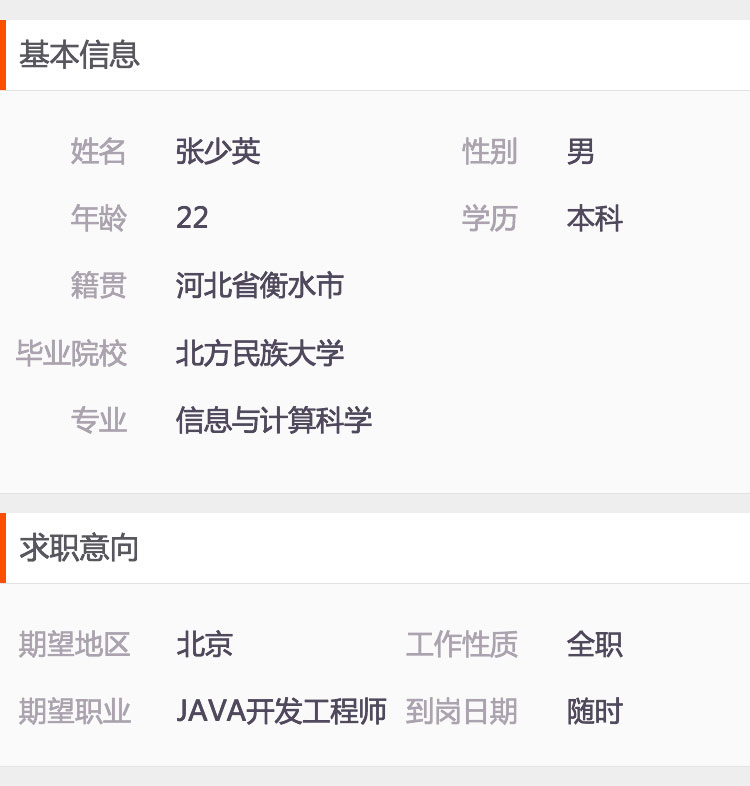 基本信息
姓名 张少英 性别 男
年龄 22 学历 本科
籍贯 河北省衡水市
毕业院校 北方民族大学
专业 信息与计算科学
求职意向
期望地区 北京 工作性质 全职
期望职业 JAVA开发工程师 到岗日期 随时